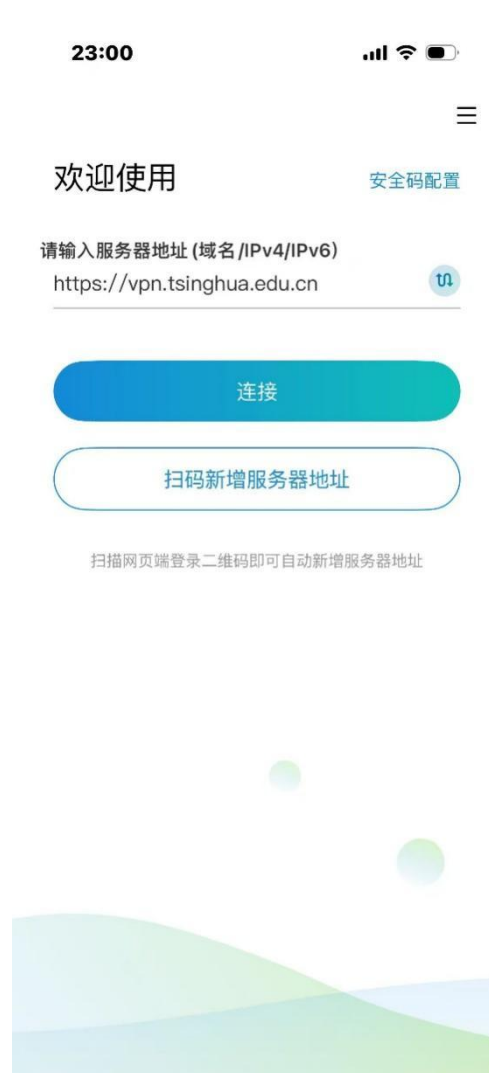 23:00
欢迎使用
安全码配置
请输入服务器地址(域名/IPv4/IPv6)
https://vpn.tsinghua.edu.cn
连接
扫码新增服务器地址
扫描网页端登录二维码即可自动新增服务器地址